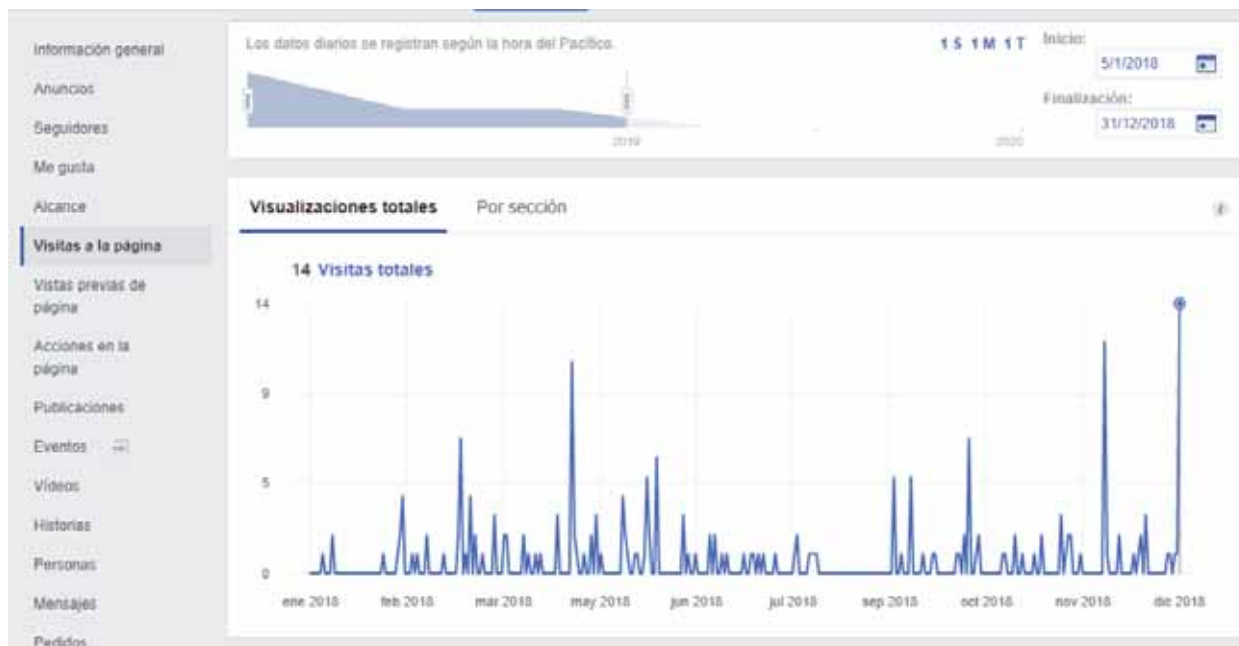 Información general
Anuncios
Seguidores
Me gusta
Alcance
Visitas a la página
Vistas previas de
página
Acciones en la
página
Publicaciones
Eventos
Vídeos
Historias
Personas
Mensajes
Pedidos
Los datos diarios se registran según la hora del Pacífico.
1 S 1 M 1 T
Inicio:
5/1/2018
Finalización:
31/12/2018
2019
2020
Visualizaciones totales Por sección
14 Visitas totales
14
9
5
0
ene 2018 feb 2018 mar 2018 may 2018 jun 2018 jul 2018 sep 2018 oct 2018 nov 2018 dic 2018